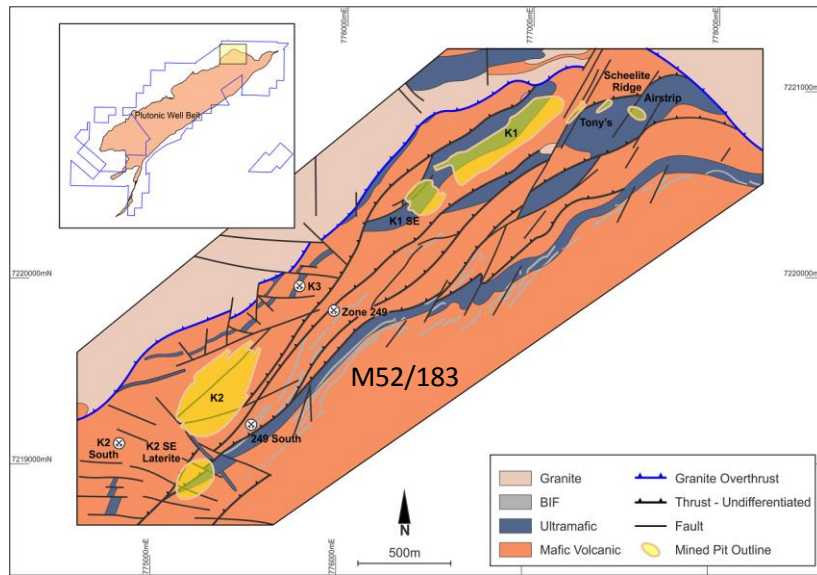 776000mE
777000mE
778000mE
Plutonic Well Belt
Scheelite
Ridge
Airstrip
7221000mN
Tony's
K1
K1 SE
7220000mN
7220000mN
K3
Zone 249
M52/183
K2
249 South
K2
South
K2 SE
Laterite
7219000mN
Granite
BIF
Ultramafic
Mafic Volcanic
Granite Overthrust
Thrust - Undifferentiated
Fault
Mined Pit Outline
N
500m
775000mE
776000mE